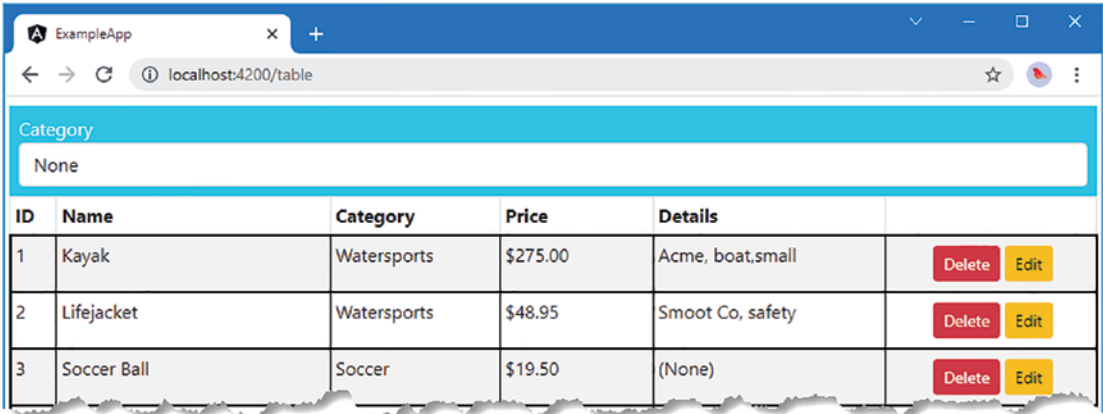 ExampleApp
localhost:4200/table
Category
None
ID Name Category Price Details
1 Kayak Watersports $275.00 Acme, boat,small Delete Edit
2 Lifejacket Watersports $48.95 Smoot Co, safety Delete Edit
3 Soccer Ball Soccer $19.50 (None) Delete Edit